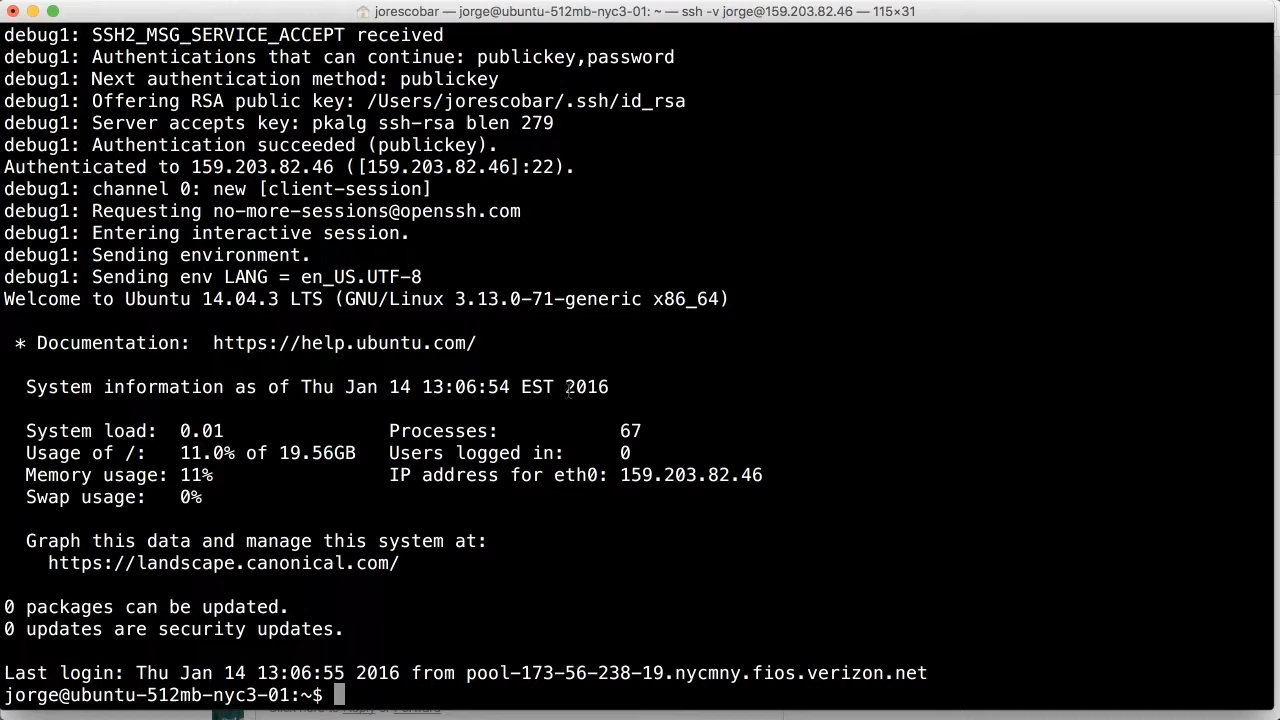 jorescobar — jorge@ubuntu-512mb-nyc3-01: ~ — ssh -v jorge@159.203.82.46 — 115×31
debug1: SSH2_MSG_SERVICE_ACCEPT received
debug1: Authentications that can continue: publickey,password
debug1: Next authentication method: publickey
debug1: Offering RSA public key: /Users/jorescobar/.ssh/id_rsa
debug1: Server accepts key: pkalg ssh-rsa blen 279
debug1: Authentication succeeded (publickey).
Authenticated to 159.203.82.46 ([159.203.82.46]:22).
debug1: channel 0: new [client-session]
debug1: Requesting no-more-sessions@openssh.com
debug1: Entering interactive session.
debug1: Sending environment.
debug1: Sending env LANG = en_US.UTF-8
Welcome to Ubuntu 14.04.3 LTS (GNU/Linux 3.13.0-71-generic x86_64)
* Documentation:  https://help.ubuntu.com/
System information as of Thu Jan 14 13:06:54 EST 2016
System load:  0.01               Processes:           67
Usage of /:   11.0% of 19.56GB   Users logged in:     0
Memory usage: 11%                IP address for eth0: 159.203.82.46
Swap usage:   0%
Graph this data and manage this system at:
https://landscape.canonical.com/
0 packages can be updated.
0 updates are security updates.
Last login: Thu Jan 14 13:06:55 2016 from pool-173-56-238-19.nycmny.fios.verizon.net
jorge@ubuntu-512mb-nyc3-01:~$